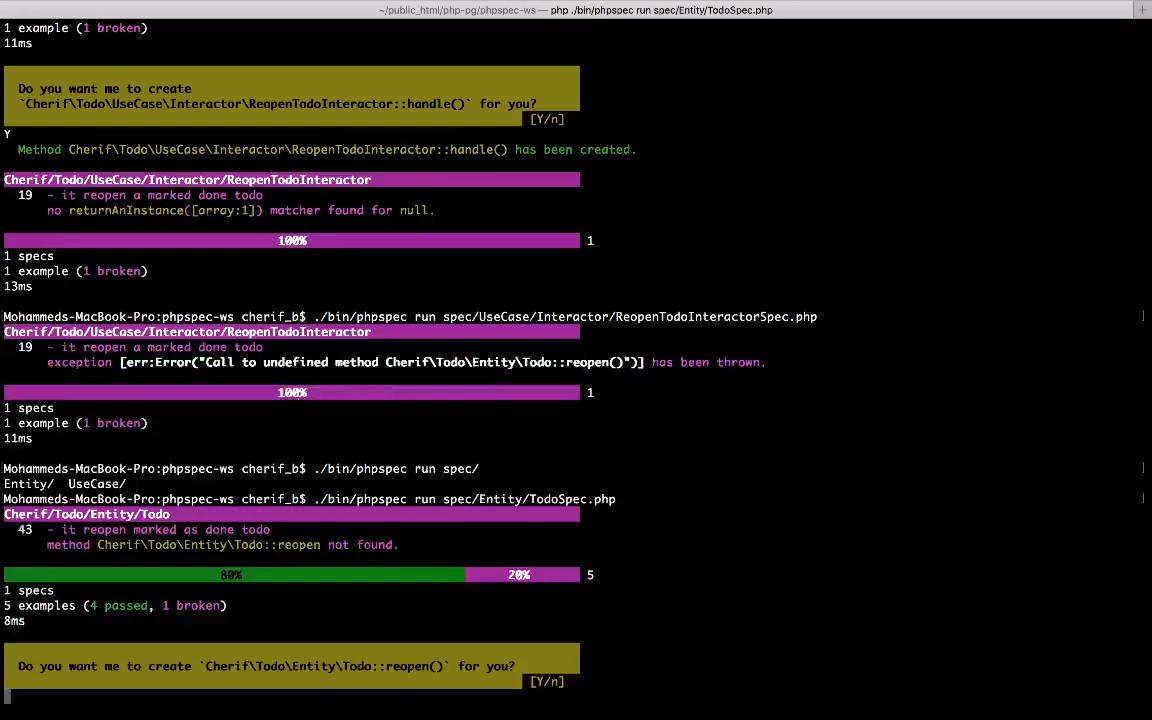 ~/public_html/php-pg/phpspec-ws — php ./bin/phpspec run spec/Entity/TodoSpec.php
1 example (1 broken)
11ms
Do you want me to create
`Cherif\Todo\UseCase\Interactor\ReopenTodoInteractor::handle()` for you?
[Y/n]
Y
Method Cherif\Todo\UseCase\Interactor\ReopenTodoInteractor::handle() has been created.
Cherif/Todo/UseCase/Interactor/ReopenTodoInteractor
19 - it reopen a marked done todo
no returnAnInstance([array:1]) matcher found for null.
100% 1
1 specs
1 example (1 broken)
13ms
[Mohammeds-MacBook-Pro:phpspec-ws cherif_b$ ./bin/phpspec run spec/UseCase/Interactor/ReopenTodoInteractorSpec.php ]
Cherif/Todo/UseCase/Interactor/ReopenTodoInteractor
19 - it reopen a marked done todo
exception [err:Error("Call to undefined method Cherif\Todo\Entity\Todo::reopen()")] has been thrown.
100% 1
1 specs
1 example (1 broken)
11ms
[Mohammeds-MacBook-Pro:phpspec-ws cherif_b$ ./bin/phpspec run spec/ ]
Entity/ UseCase/
[Mohammeds-MacBook-Pro:phpspec-ws cherif_b$ ./bin/phpspec run spec/Entity/TodoSpec.php ]
Cherif/Todo/Entity/Todo
43 - it reopen marked as done todo
method Cherif\Todo\Entity\Todo::reopen not found.
80% 20% 5
1 specs
5 examples (4 passed, 1 broken)
8ms
Do you want me to create `Cherif\Todo\Entity\Todo::reopen()` for you?
[Y/n]